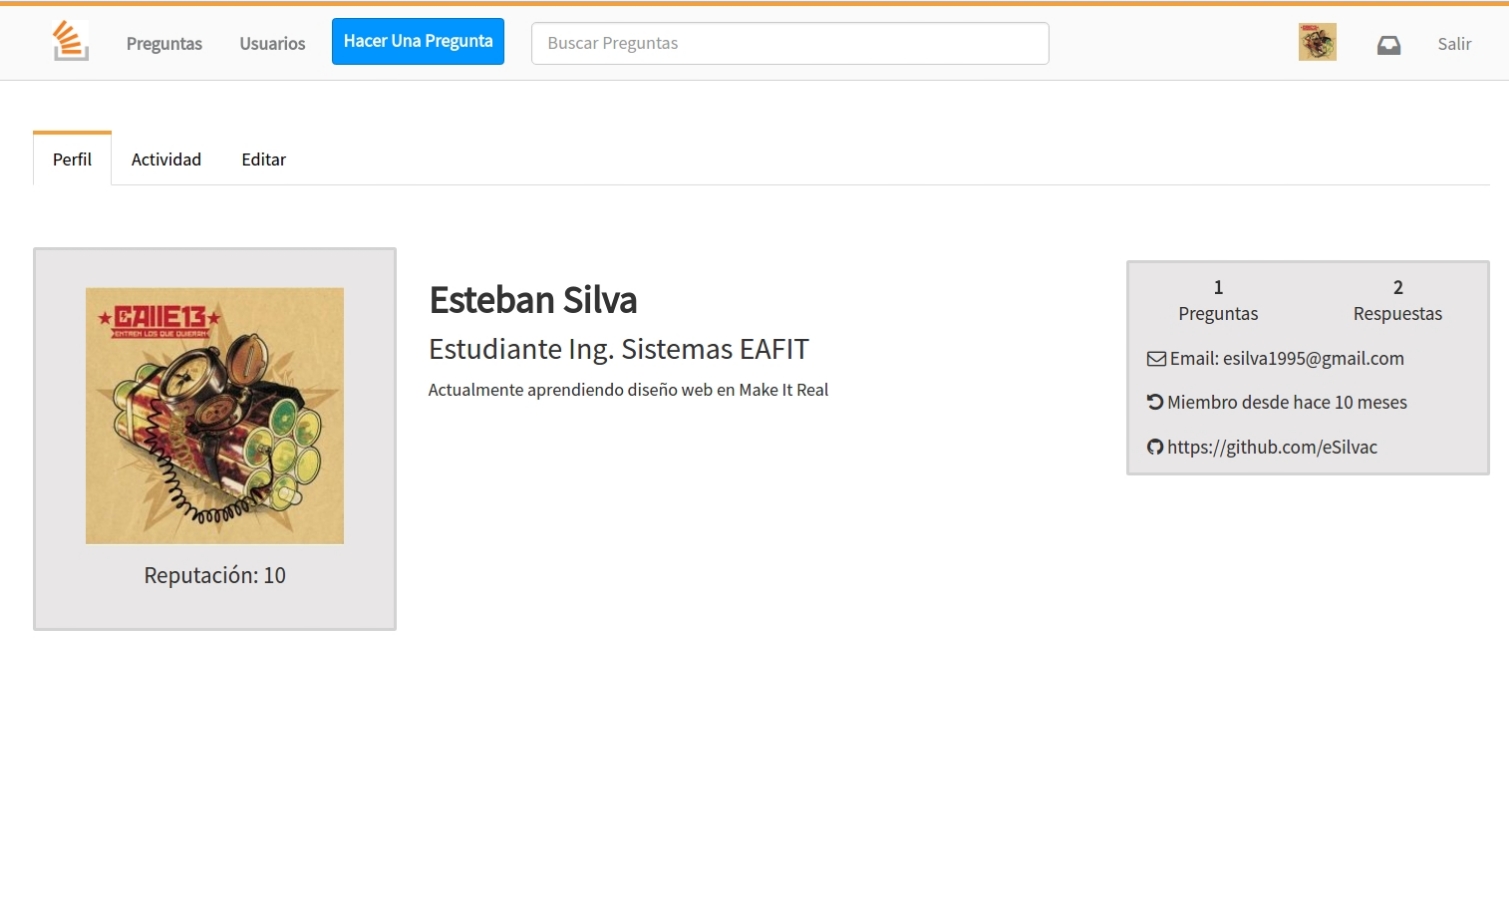 Preguntas
Usuarios
Hacer Una Pregunta
Buscar Preguntas
Salir
Perfil
Actividad
Editar
CAllE13
ENTREN LOS QUE QUIERAN
Reputación: 10
Esteban Silva
Estudiante Ing. Sistemas EAFIT
Actualmente aprendiendo diseño web en Make It Real
1
Preguntas
2
Respuestas
Email: esilva1995@gmail.com
Miembro desde hace 10 meses
https://github.com/eSilvac